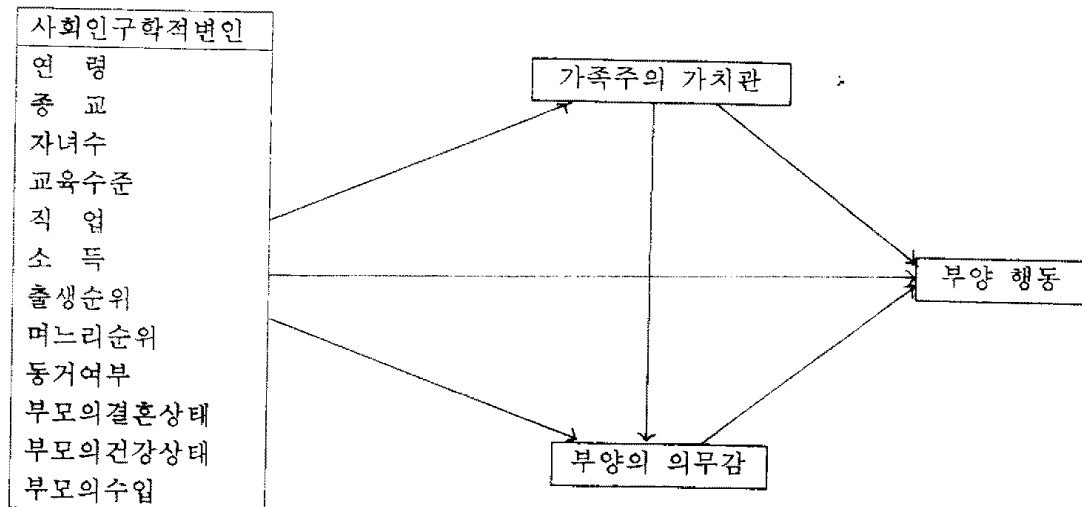 사회인구학적변인
연 령
종 교
자녀수
교육수준
직 업
소 득
출생순위
며느리순위
동거여부
부모의결혼상태
부모의건강상태
부모의수입
가족주의 가치관
부양의 의무감
부양 행동